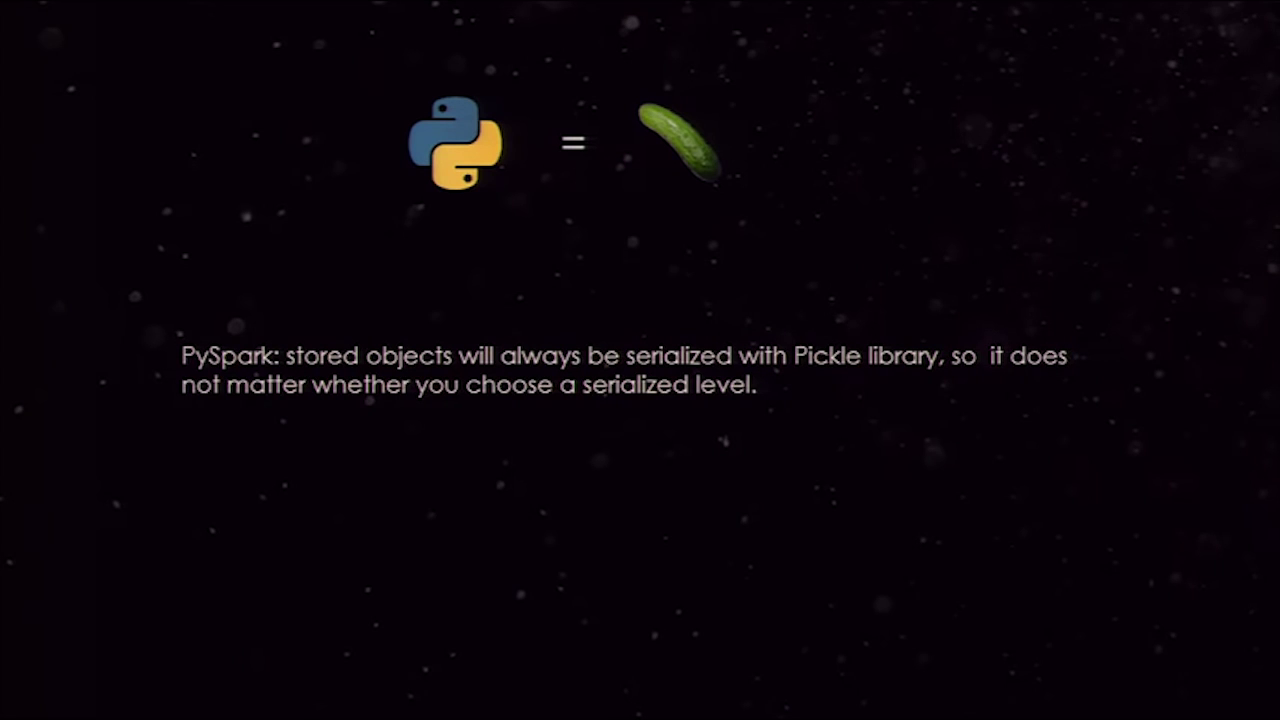 =
PySpark: stored objects will always be serialized with Pickle library, so  it does
not matter whether you choose a serialized level.